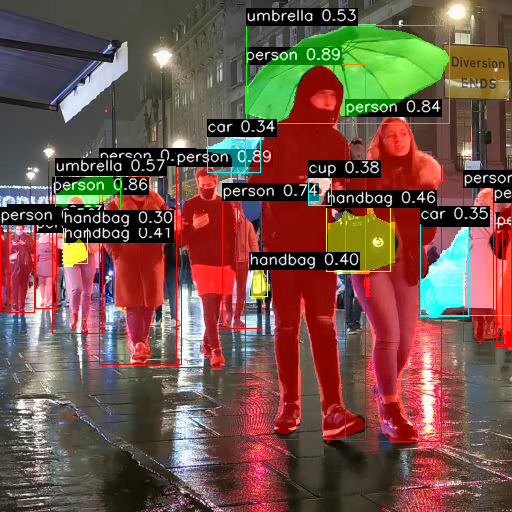 umbrella 0.53
person 0.89
Diversion
ENDS
person 0.84
car 0.34
person 0.89
umbrella 0.57
person 0.86
cup 0.38
person 0.74
handbag 0.46
person
person
handbag 0.30
car 0.35
handbag 0.41
handbag 0.40